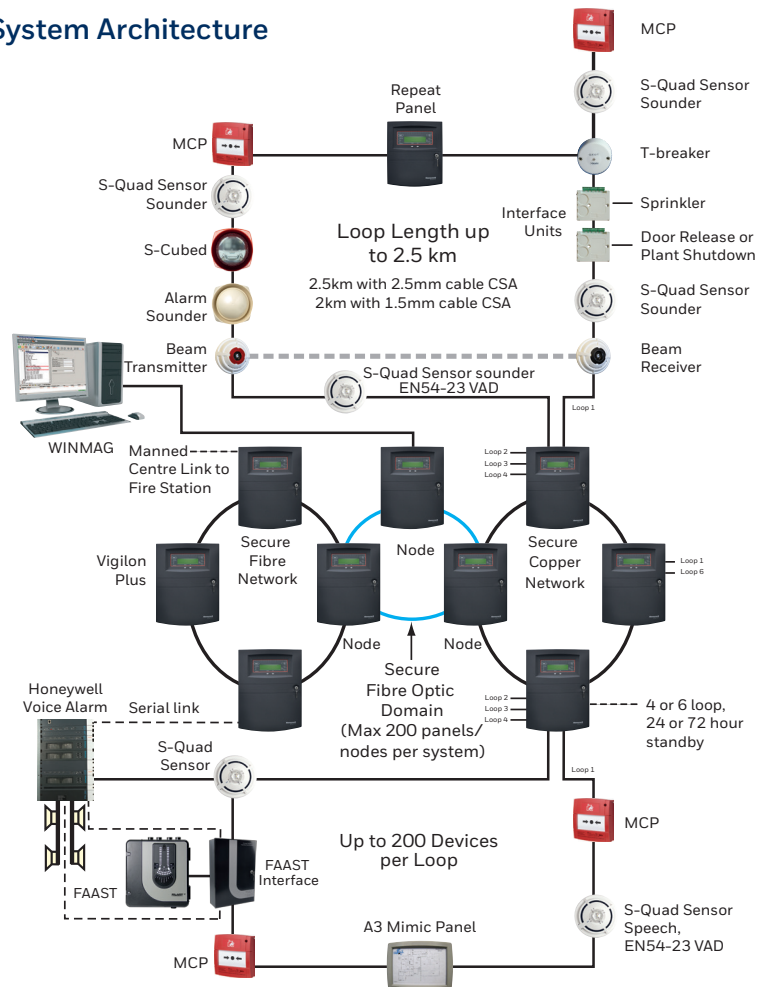 System Architecture
MCP
Repeat
Panel
S-Quad Sensor
Sounder
MCP
T-breaker
S-Quad Sensor
Sounder
Interface
Units
Sprinkler
Loop Length up
to 2.5 km
Door Release or
Plant Shutdown
S-Cubed
2.5km with 2.5mm cable CSA
2km with 1.5mm cable CSA
Alarm
Sounder
S-Quad Sensor
Sounder
Beam
Transmitter
Beam
Receiver
S-Quad Sensor sounder
EN54-23 VAD
Loop 1
WINMAG
Manned
Centre Link to
Fire Station
Loop 2
Loop 3
Loop 4
Node
Secure
Fibre
Network
Secure
Copper
Network
Vigilon
Plus
Loop 1
Loop 6
Node
Node
Secure
Fibre Optic
Domain
(Max 200 panels/
nodes per system)
Honeywell
Voice Alarm
Serial link
Loop 2
Loop 3
Loop 4
4 or 6 loop,
24 or 72 hour
standby
S-Quad
Sensor
Loop 1
MCP
Up to 200 Devices
per Loop
FAAST
FAAST
Interface
S-Quad Sensor
Speech,
EN54-23 VAD
A3 Mimic Panel
MCP